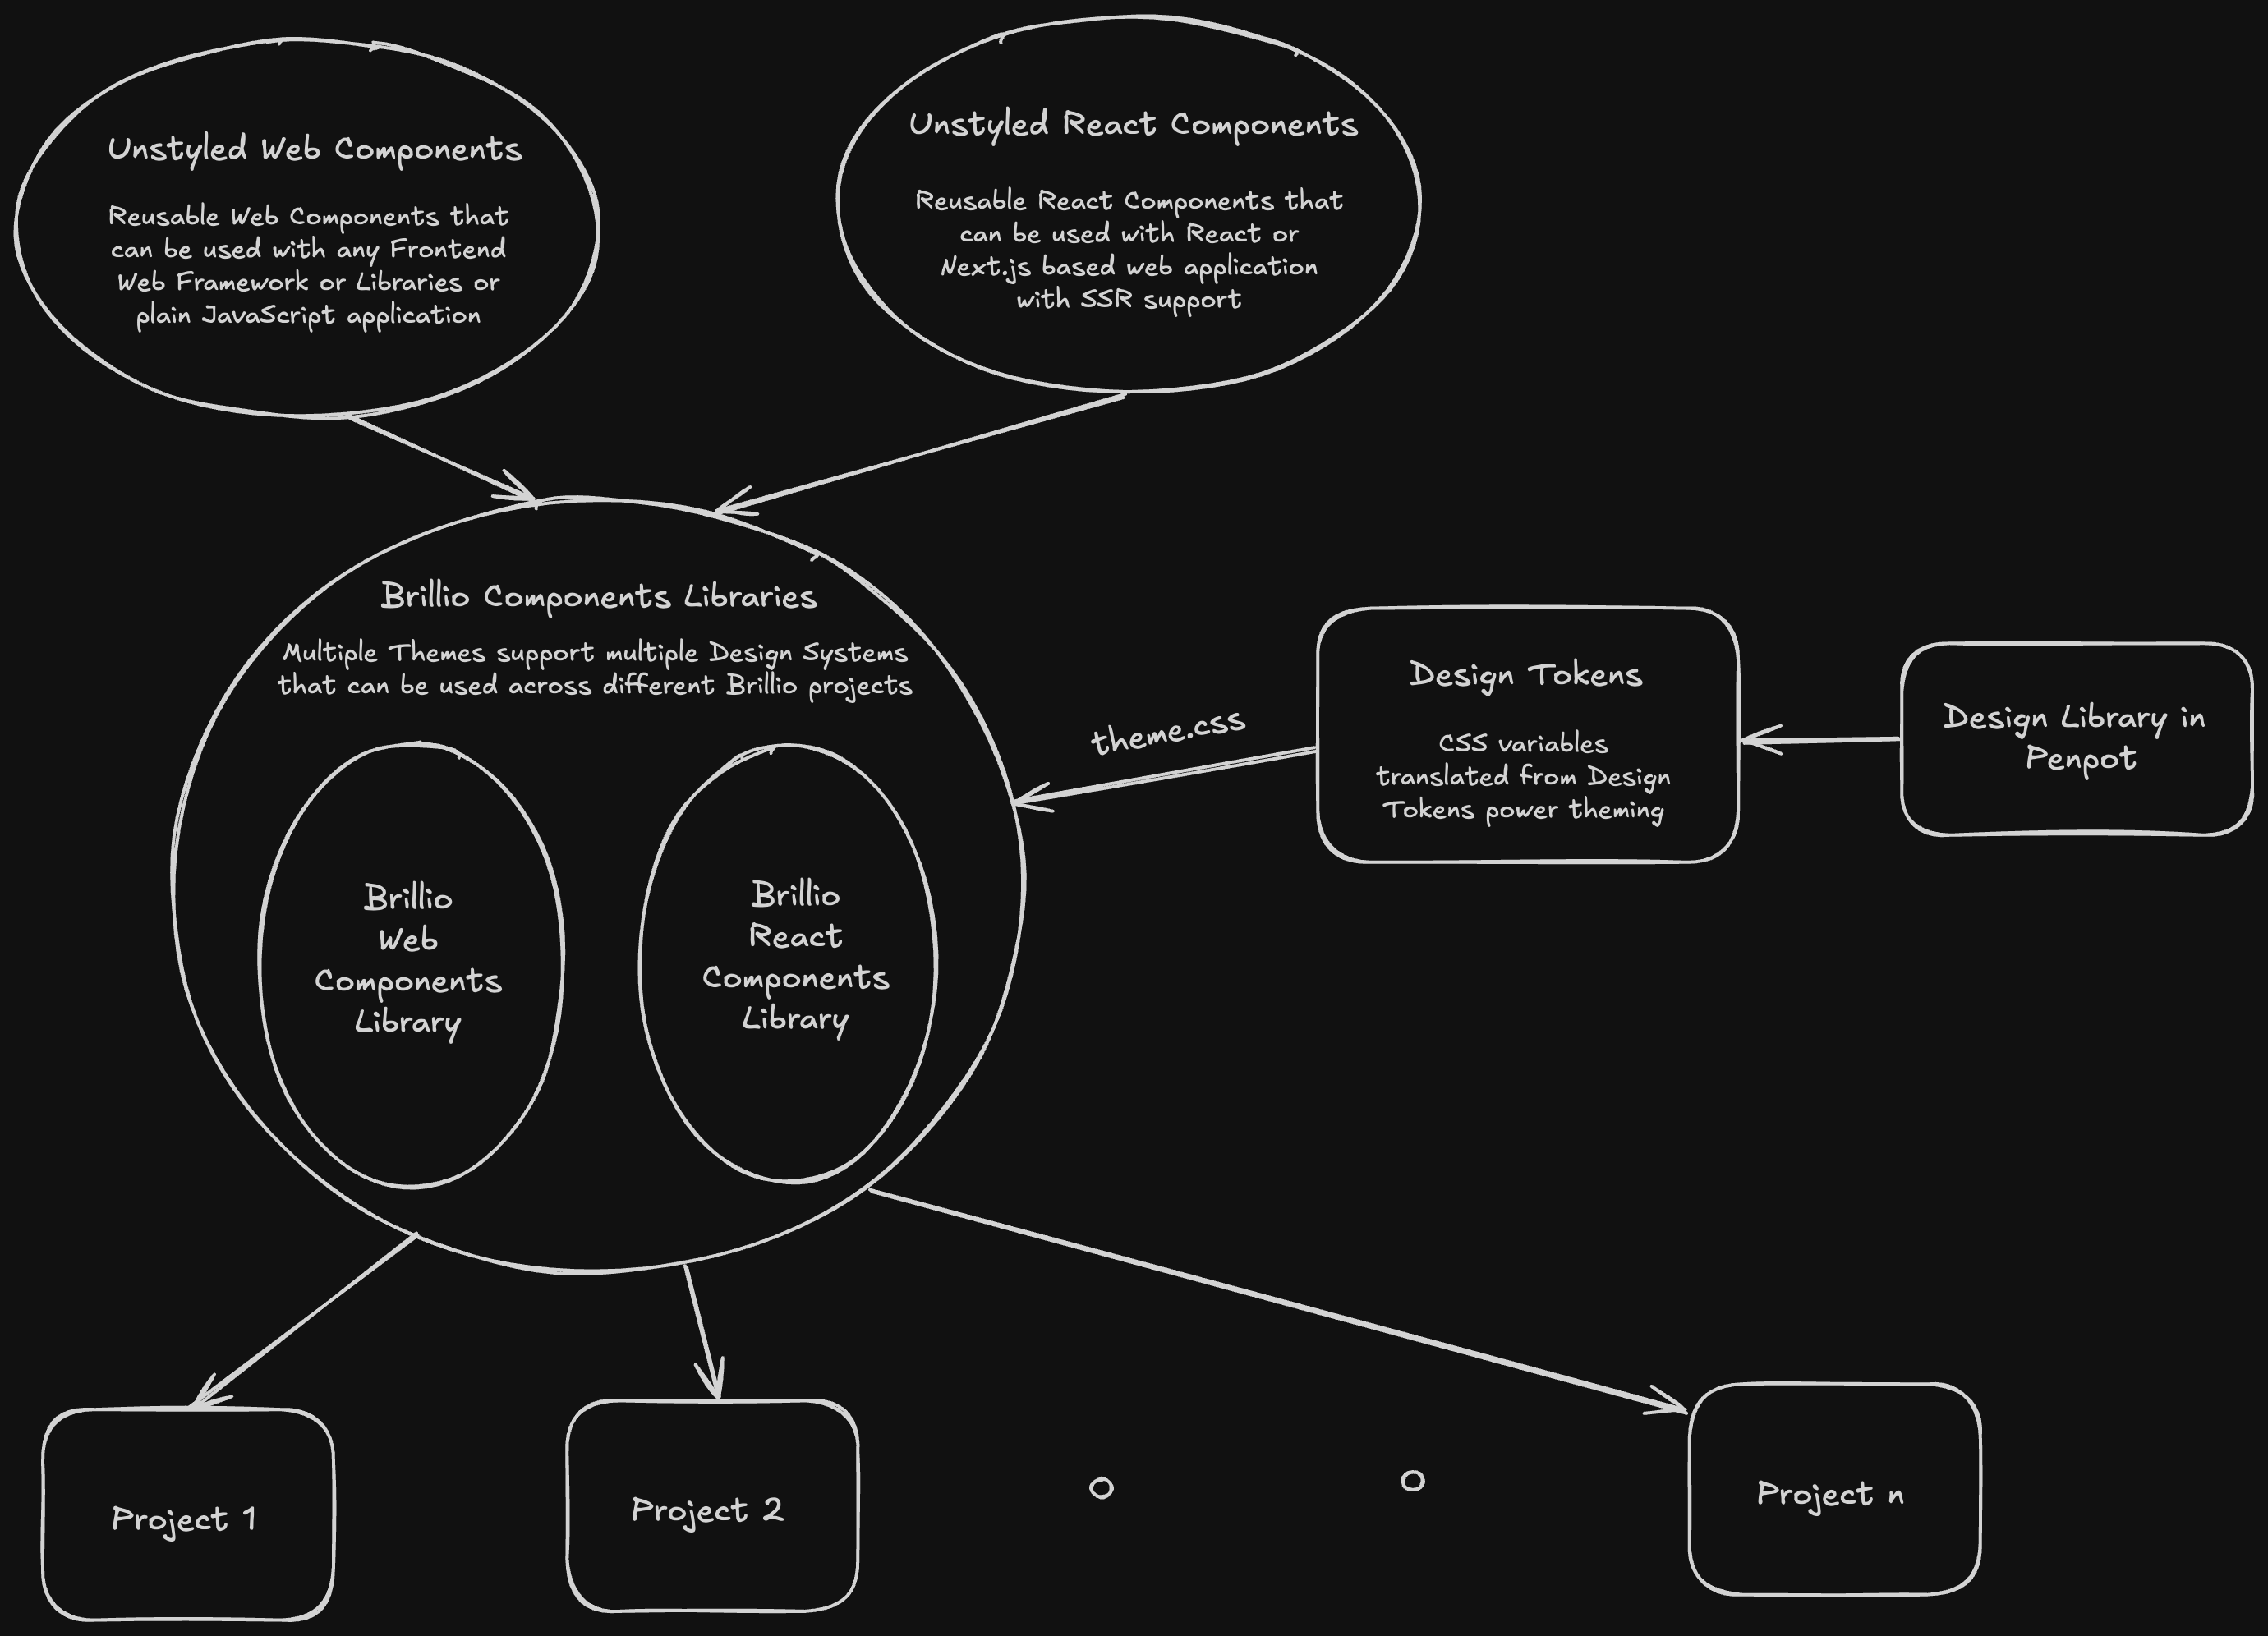 Unstyled Web Components
Reusable Web Components that
can be used with any Frontend
Web Framework or Libraries or
plain JavaScript application
Unstyled React Components
Reusable React Components that
can be used with React or
Next.js based web application
with SSR support
Brillio Components Libraries
Multiple Themes support multiple Design Systems
that can be used across different Brillio projects
Brillio
Web
Components
Library
Brillio
React
Components
Library
theme.css
Design Tokens
CSS variables
translated from Design
Tokens power theming
Design Library in
Penpot
Project 1
Project 2
Project n